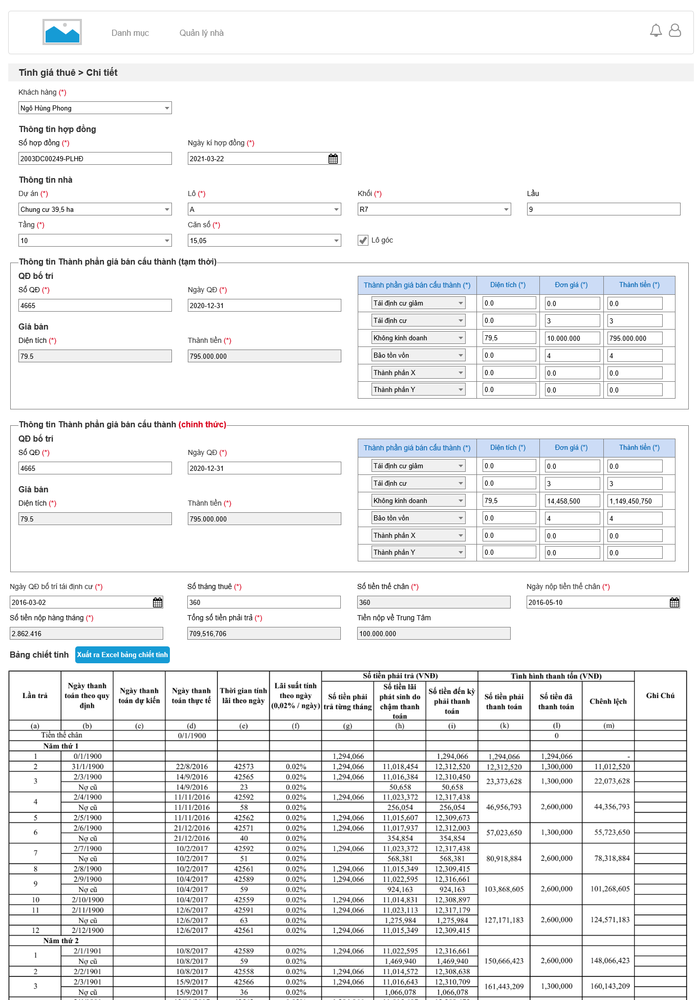 Danh mục Quản lý nhà
Tính giá thuê > Chi tiết
Khách hàng (*)
Ngô Hùng Phong
Thông tin hợp đồng
Số hợp đồng (*) Ngày kí hợp đồng (*)
2003DC00249-PLHĐ 2021-03-22
Thông tin nhà
Dự án (*) Lô (*) Khối (*) Lầu
Chung cư 39,5 ha A R7 9
Tầng (*) Căn số (*)
10 15,05 Lô góc
Thông tin Thành phần giá bán cấu thành (tạm thời)
QĐ bố trí
Số QĐ (*) Ngày QĐ (*)
4665 2020-12-31
Giá bán
Diện tích (*) Thành tiền (*)
79.5 795.000.000
Thành phần giá bán cấu thành (*) Diện tích (*) Đơn giá (*) Thành tiền (*)
Tái định cư giảm 0.0 0.0 0.0
Tái định cư 0.0 3 3
Không kinh doanh 79,5 10.000.000 795.000.000
Bảo tồn vốn 0.0 4 4
Thành phần X 0.0 0.0 0.0
Thành phần Y 0.0 0.0 0.0
Thông tin Thành phần giá bán cấu thành (chính thức)
QĐ bố trí
Số QĐ (*) Ngày QĐ (*)
4665 2020-12-31
Giá bán
Diện tích (*) Thành tiền (*)
79.5 795.000.000
Thành phần giá bán cấu thành (*) Diện tích (*) Đơn giá (*) Thành tiền (*)
Tái định cư giảm 0.0 0.0 0.0
Tái định cư 0.0 3 3
Không kinh doanh 79,5 14,458,500 1,149,450,750
Bảo tồn vốn 0.0 4 4
Thành phần X 0.0 0.0 0.0
Thành phần Y 0.0 0.0 0.0
Ngày QĐ bố trí tái định cư (*) Số tháng thuê (*) Số tiền thế chân (*) Ngày nộp tiền thế chân (*)
2016-03-02 360 360 2016-05-10
Số tiền nộp hàng tháng (*) Tổng số tiền phải trả (*) Tiền nộp về Trung Tâm
2.862.416 709,516,706 100.000.000
Bảng chiết tính Xuất ra Excel bảng chiết tính
Số tiền phải trả (VNĐ) Tình hình thanh tốn (VNĐ)
Lần trả Ngày thanh toán theo quy định Ngày thanh toán dự kiến Ngày thanh toán thực tế Thời gian tính lãi theo ngày Lãi suất tính theo ngày (0,02% / ngày) Số tiền phải trả từng tháng Số tiền lãi phát sinh do chậm thanh toán Số tiền đến kỳ phải thanh toán Số tiền phải thanh toán Số tiền đã thanh toán Chênh lệch Ghi Chú
(a) (b) (c) (d) (e) (f) (g) (h) (i) (k) (l) (m)
Tiền thế chân 0/1/1900 0
Năm thứ 1
1 0/1/1900 1,294,066 1,294,066 1,294,066 1,294,066 -
2 31/1/1900 22/8/2016 42573 0.02% 1,294,066 11,018,454 12,312,520 12,312,520 1,300,000 11,012,520
3 2/3/1900 14/9/2016 42565 0.02% 1,294,066 11,016,384 12,310,450 23,373,628 1,300,000 22,073,628
Nợ cũ 14/9/2016 23 0.02% 50,658 50,658
4 2/4/1900 11/11/2016 42592 0.02% 1,294,066 11,023,372 12,317,438 46,956,793 2,600,000 44,356,793
Nợ cũ 11/11/2016 58 0.02% 256,054 256,054
5 2/5/1900 11/11/2016 42562 0.02% 1,294,066 11,015,607 12,309,673
6 2/6/1900 21/12/2016 42571 0.02% 1,294,066 11,017,937 12,312,003 57,023,650 1,300,000 55,723,650
Nợ cũ 21/12/2016 40 0.02% 354,854 354,854
7 2/7/1900 10/2/2017 42592 0.02% 1,294,066 11,023,372 12,317,438 80,918,884 2,600,000 78,318,884
Nợ cũ 10/2/2017 51 0.02% 568,381 568,381
8 2/8/1900 10/2/2017 42561 0.02% 1,294,066 11,015,349 12,309,415
9 2/9/1900 10/4/2017 42589 0.02% 1,294,066 11,022,595 12,316,661 103,868,605 2,600,000 101,268,605
Nợ cũ 10/4/2017 59 0.02% 924,163 924,163
10 2/10/1900 10/4/2017 42559 0.02% 1,294,066 11,014,831 12,308,897
11 2/11/1900 12/6/2017 42591 0.02% 1,294,066 11,023,113 12,317,179 127,171,183 2,600,000 124,571,183
Nợ cũ 12/6/2017 63 0.02% 1,275,984 1,275,984
12 2/12/1900 12/6/2017 42561 0.02% 1,294,066 11,015,349 12,309,415
Năm thứ 2
1 2/1/1901 10/8/2017 42589 0.02% 1,294,066 11,022,595 12,316,661 150,666,423 2,600,000 148,066,423
Nợ cũ 10/8/2017 59 0.02% 1,469,940 1,469,940
2 2/2/1901 10/8/2017 42558 0.02% 1,294,066 11,014,572 12,308,638
3 2/3/1901 15/9/2017 42566 0.02% 1,294,066 11,016,643 12,310,709 161,443,209 1,300,000 160,143,209
Nợ cũ 15/9/2017 36 0.02% 1,066,078 1,066,078